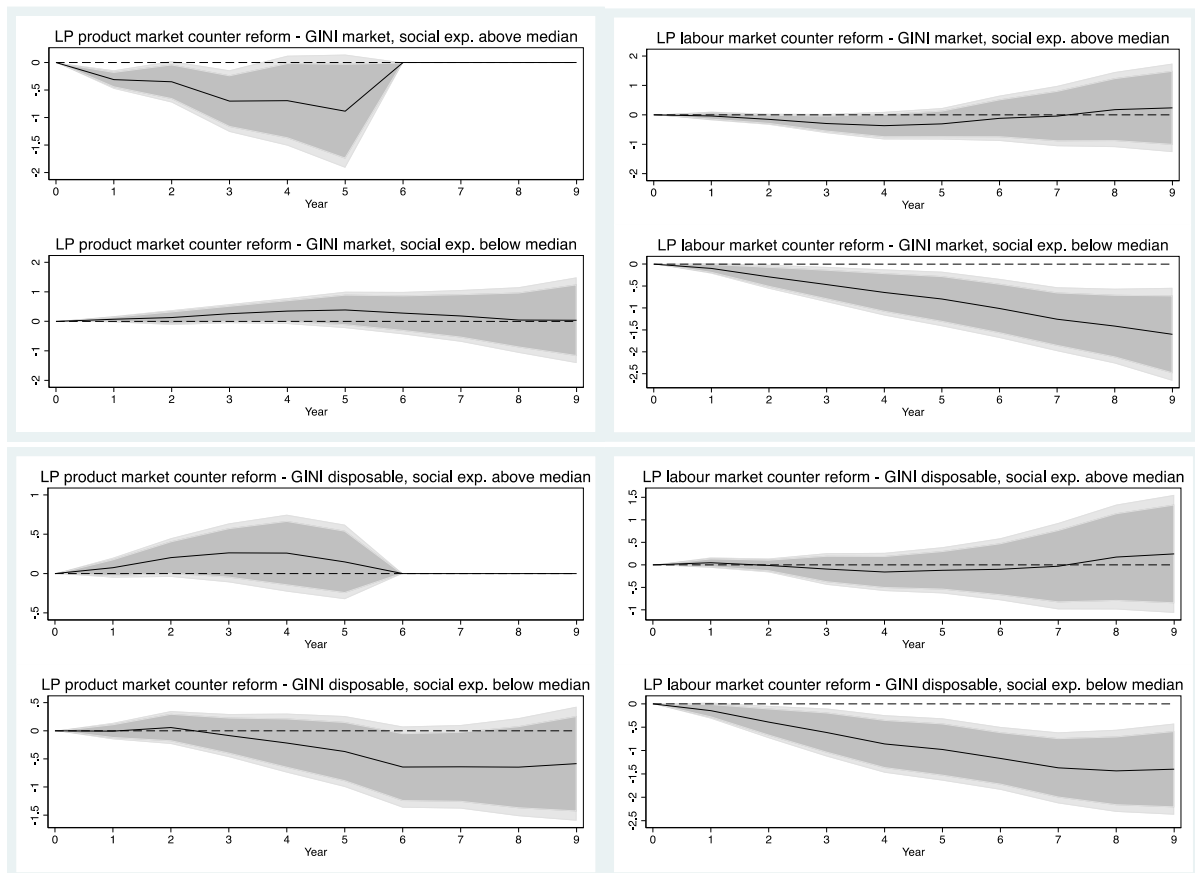 LP product market counter reform - GINI market, social exp. above median
0
-.5
-1
-1.5
-2
0 1 2 3 4 5 6 7 8 9
Year
LP product market counter reform - GINI market, social exp. below median
2
1
0
-1
-2
0 1 2 3 4 5 6 7 8 9
Year
LP labour market counter reform - GINI market, social exp. above median
2
1
0
-1
-2
0 1 2 3 4 5 6 7 8 9
Year
LP labour market counter reform - GINI market, social exp. below median
0
-.5
-1
-1.5
-2
-2.5
0 1 2 3 4 5 6 7 8 9
Year
LP product market counter reform - GINI disposable, social exp. above median
1
.5
0
-.5
0 1 2 3 4 5 6 7 8 9
Year
LP product market counter reform - GINI disposable, social exp. below median
.5
0
-.5
-1
-1.5
0 1 2 3 4 5 6 7 8 9
Year
LP labour market counter reform - GINI disposable, social exp. above median
1.5
1
.5
0
-.5
-1
0 1 2 3 4 5 6 7 8 9
Year
LP labour market counter reform - GINI disposable, social exp. below median
0
-.5
-1
-1.5
-2
-2.5
0 1 2 3 4 5 6 7 8 9
Year